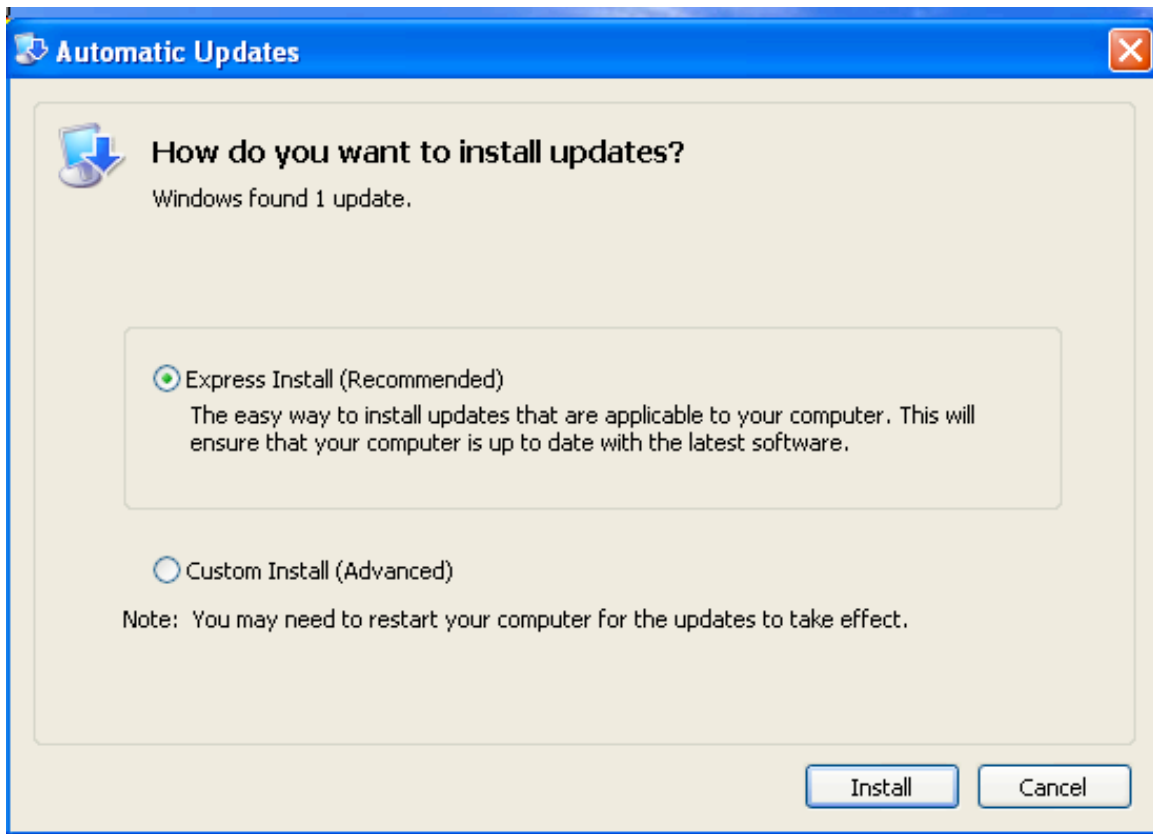 Automatic Updates
How do you want to install updates?
Windows found 1 update.
Express Install (Recommended)
The easy way to install updates that are applicable to your computer. This will
ensure that your computer is up to date with the latest software.
Custom Install (Advanced)
Note: You may need to restart your computer for the updates to take effect.
Install
Cancel